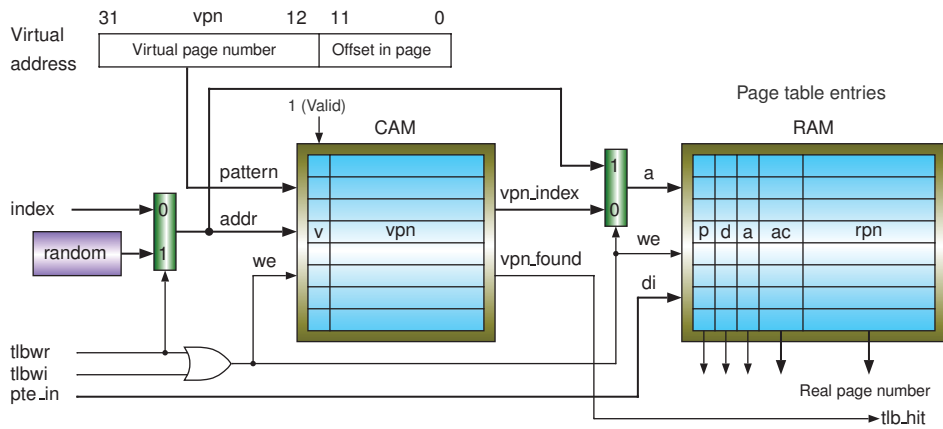 31 vpn 12 11 0
Virtual address
Virtual page number
Offset in page
1 (Valid)
CAM
Page table entries
RAM
pattern
index
0
1
random
addr
we
v
vpn
vpn_index
vpn_found
1
0
a
we
di
p d a ac rpn
tlbwr
tlbwi
pte_in
Real page number
tlb_hit